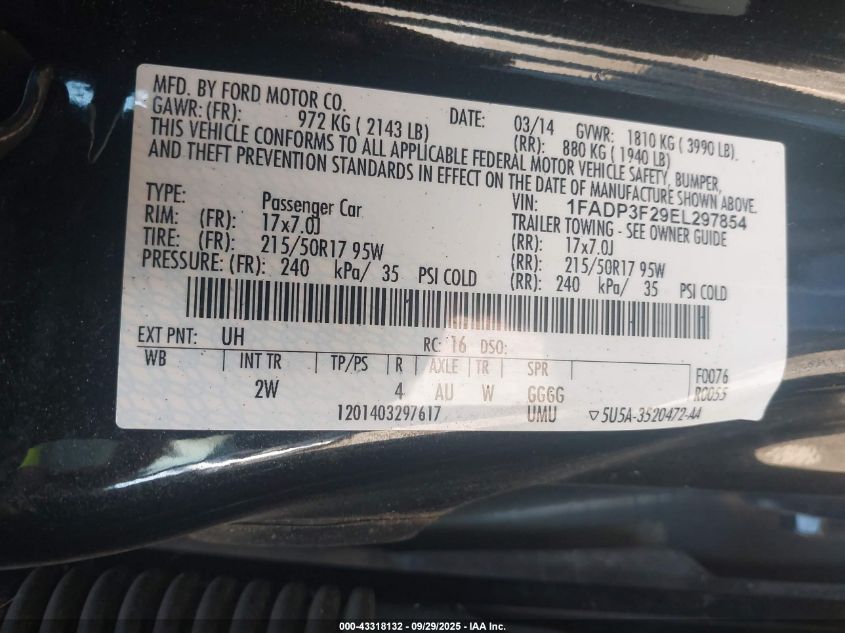 MFD. BY FORD MOTOR CO. DATE: 03/14 GVWR: 1810 KG ( 3990 LB).
GAWR: (FR): 972 KG ( 2143 LB) (RR): 880 KG ( 1940 LB)
THIS VEHICLE CONFORMS TO ALL APPLICABLE FEDERAL MOTOR VEHICLE SAFETY, BUMPER,
AND THEFT PREVENTION STANDARDS IN EFFECT ON THE DATE OF MANUFACTURE SHOWN ABOVE.
VIN: 1FADP3F29EL297854
TYPE: Passenger Car TRAILER TOWING - SEE OWNER GUIDE
RIM: (FR): 17x7.0J (RR): 17x7.0J
TIRE: (FR): 215/50R17 95W (RR): 215/50R17 95W
PRESSURE: (FR): 240 kPa/ 35 PSI COLD (RR): 240 kPa/ 35 PSI COLD
EXT PNT: UH RC: 16 DSO:
WB INT TR TP/PS R AXLE TR SPR F0076
2W 4 AU W GGGG RC055
1201403297617 UMU ▽ 5U5A-3520472-AA
000-43318132 - 09/29/2025 - IAA Inc.